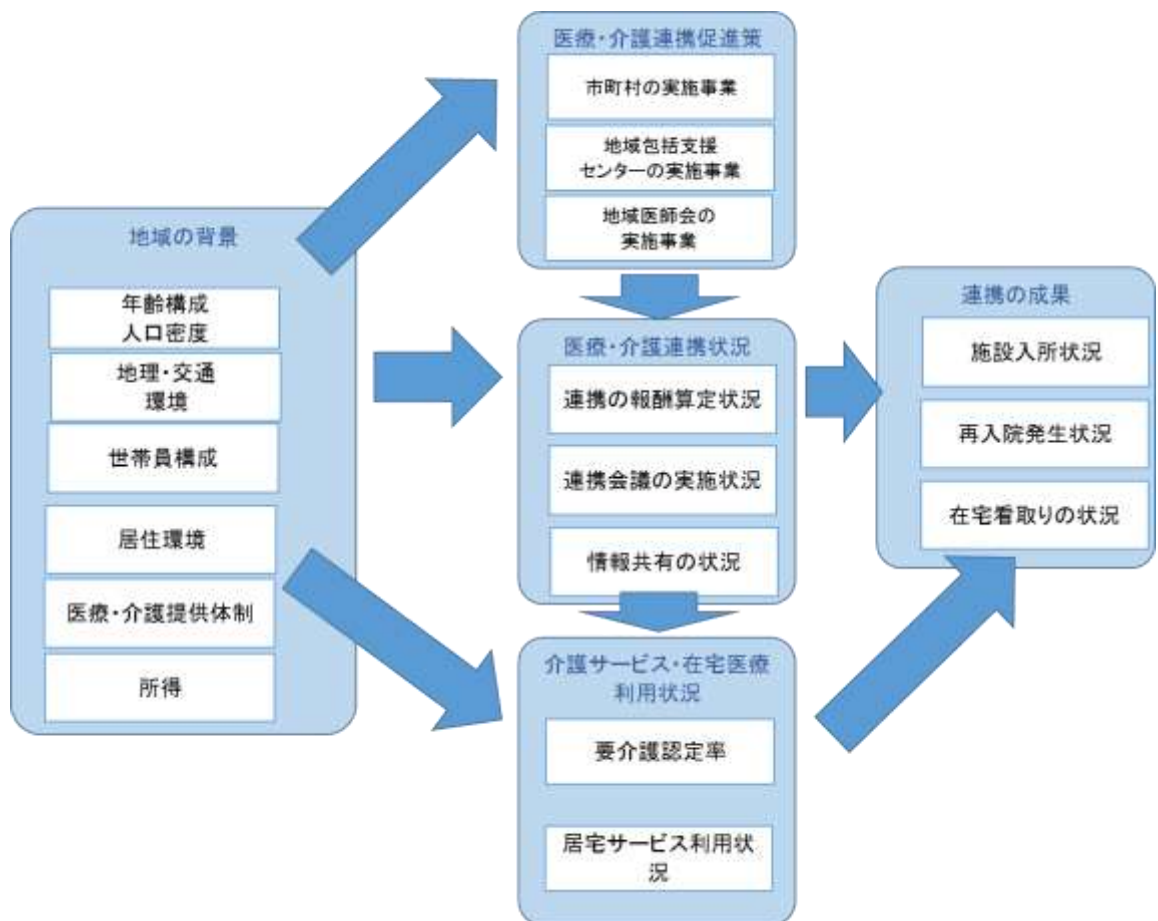 地域の背景
年齢構成
人口密度
地理・交通
環境
世帯員構成
居住環境
医療・介護提供体制
所得
医療・介護連携促進策
市町村の実施事業
地域包括支援
センターの実施事業
地域医師会の
実施事業
医療・介護連携状況
連携の報酬算定状況
連携会議の実施状況
情報共有の状況
介護サービス・在宅医療
利用状況
要介護認定率
居宅サービス利用状
況
連携の成果
施設入所状況
再入院発生状況
在宅看取りの状況